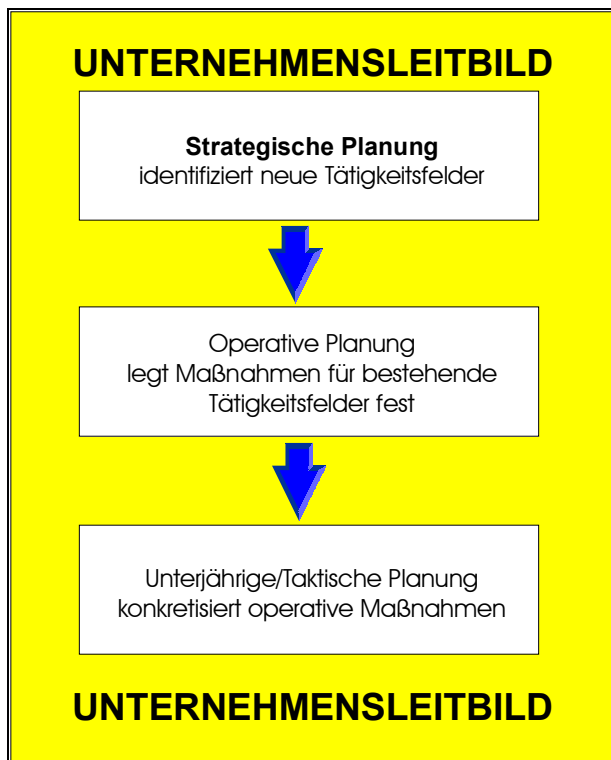 UNTERNEHMENSLEITBILD
Strategische Planung
identifiziert neue Tätigkeitsfelder
Operative Planung
legt Maßnahmen für bestehende
Tätigkeitsfelder fest
Unterjährige/Taktische Planung
konkretisiert operative Maßnahmen
UNTERNEHMENSLEITBILD